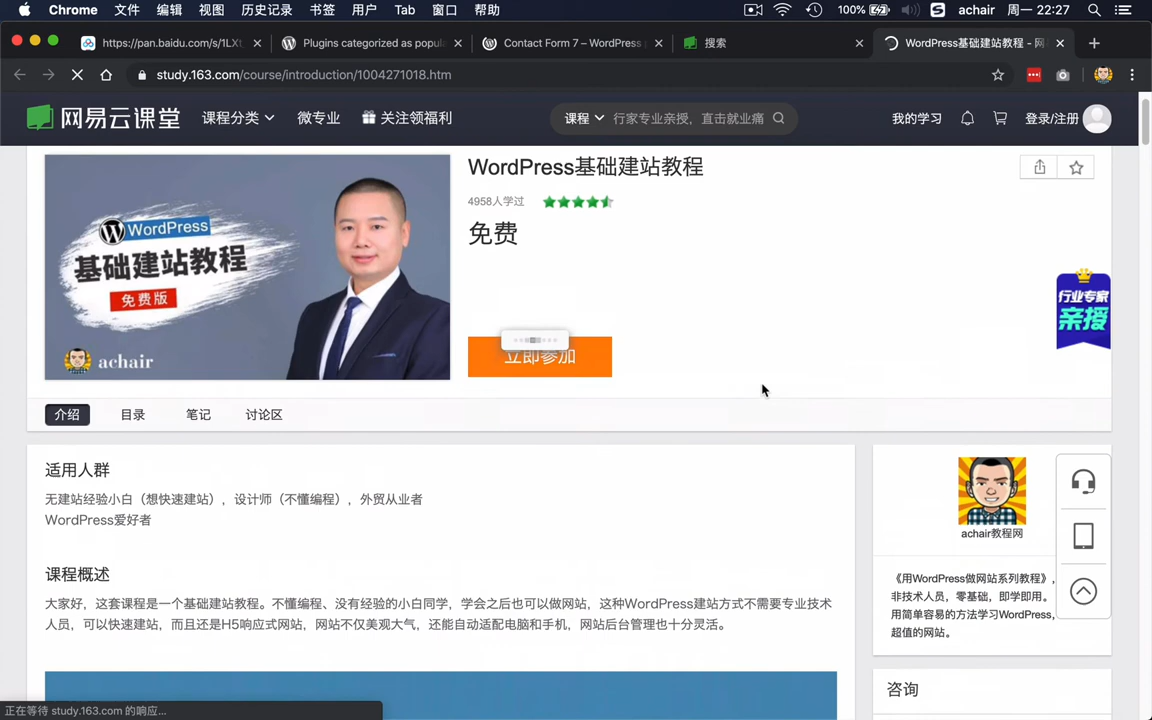 Chrome 文件 编辑 视图 历史记录 书签 用户 Tab 窗口 帮助 100% achair 周一 22:27
https://pan.baidu.com/s/1LXt Plugins categorized as popul Contact Form 7 – WordPress 搜索 WordPress基础建站教程 - 网
study.163.com/course/introduction/1004271018.htm
网易云课堂 课程分类 微专业 关注领福利 课程 行家专业亲授，直击就业痛 我的学习 登录/注册
WordPress
基础建站教程
免费版
achair
WordPress基础建站教程
4958人学过
免费
立即参加
行业专家
亲授
介绍 目录 笔记 讨论区
适用人群
无建站经验小白（想快速建站），设计师（不懂编程），外贸从业者
WordPress爱好者
课程概述
大家好，这套课程是一个基础建站教程。不懂编程、没有经验的小白同学，学会之后也可以做网站，这种WordPress建站方式不需要专业技术
人员，可以快速建站，而且还是H5响应式网站，网站不仅美观大气，还能自动适配电脑和手机，网站后台管理也十分灵活。
achair教程网
《用WordPress做网站系列教程》，
非技术人员，零基础，即学即用。
用简单容易的方法学习WordPress，
超值的网站。
咨询
正在等待 study.163.com 的响应...